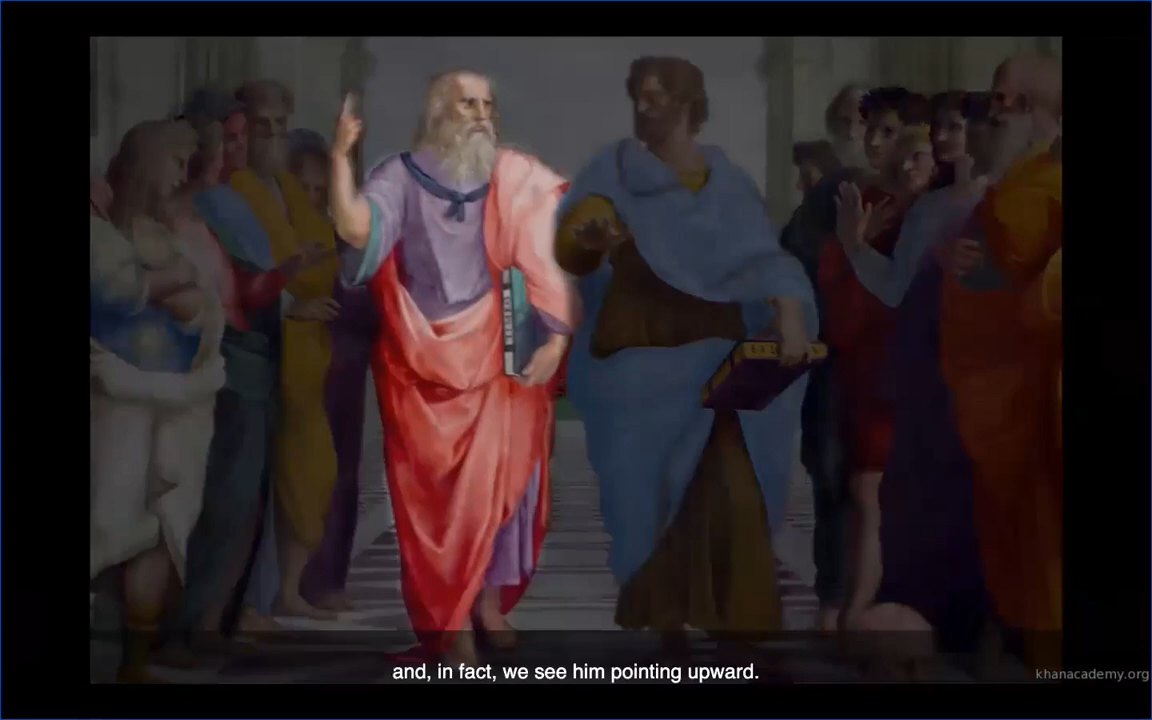 and, in fact, we see him pointing upward.
khanacademy.org